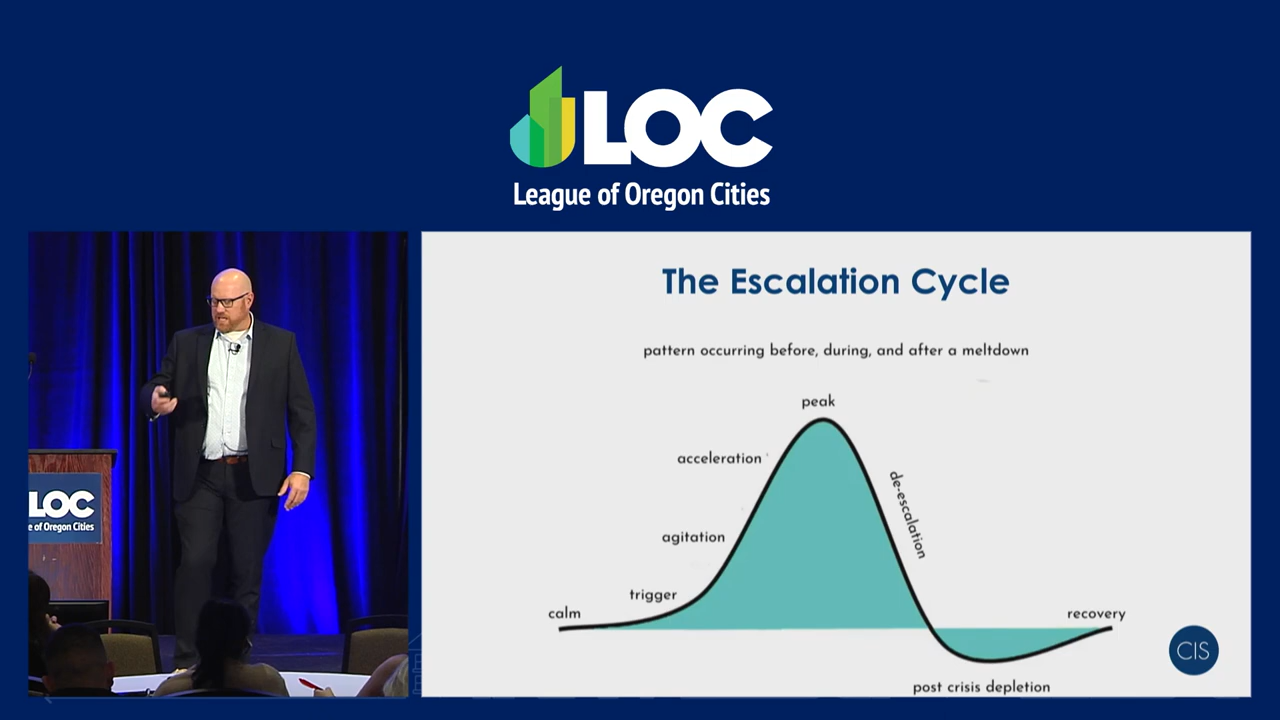 LOC
League of Oregon Cities
LOC
e of Oregon Cities
The Escalation Cycle
pattern occurring before, during, and after a meltdown
peak
acceleration
de-escalation
agitation
trigger
calm
recovery
CIS
post crisis depletion